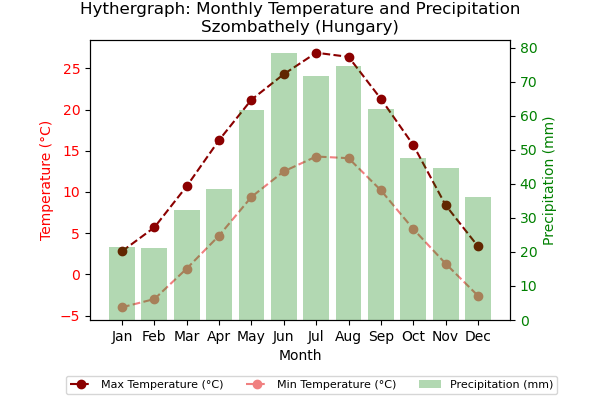 Hythergraph: Monthly Temperature and Precipitation
Szombathely (Hungary)
Temperature (°C)
25
20
15
10
5
0
−5
80
70
60
50
40
30
20
10
0
Precipitation (mm)
Jan Feb Mar Apr May Jun Jul Aug Sep Oct Nov Dec
Month
Max Temperature (°C) Min Temperature (°C) Precipitation (mm)